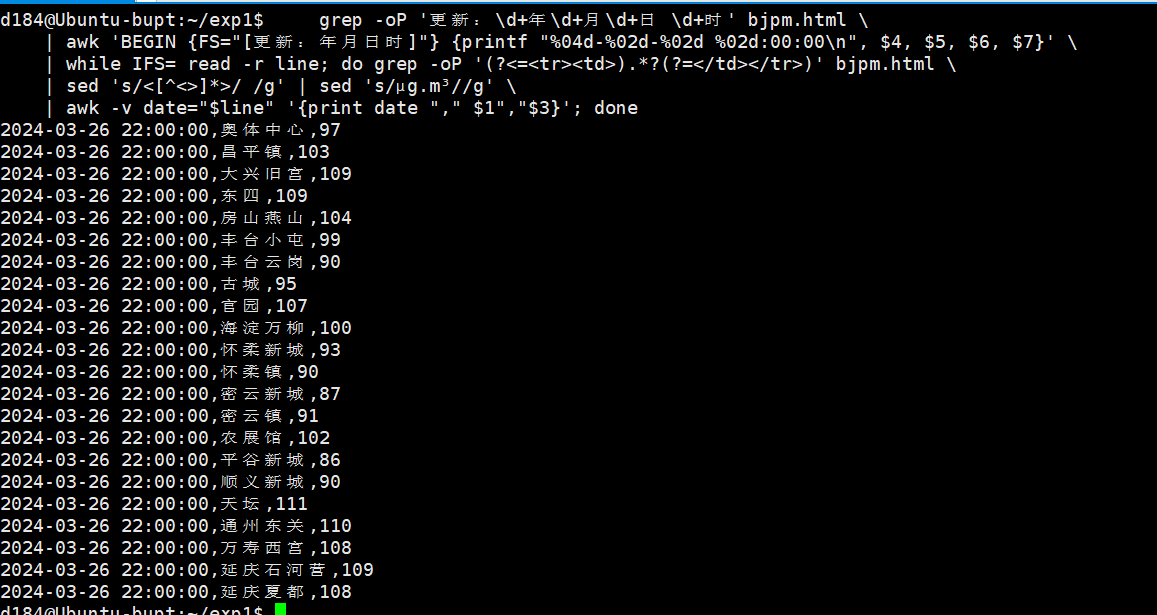 d184@Ubuntu-bupt:~/exp1$     grep -oP '更新：\d+年\d+月\d+日 \d+时' bjpm.html \
    | awk 'BEGIN {FS="[更新：年月日时]"} {printf "%04d-%02d-%02d %02d:00:00\n", $4, $5, $6, $7}' \
    | while IFS= read -r line; do grep -oP '(?<=<tr><td>).*?(?=</td></tr>)' bjpm.html \
    | sed 's/<[^<>]*>/ /g' | sed 's/μg.m³//g' \
    | awk -v date="$line" '{print date "," $1","$3}'; done
2024-03-26 22:00:00,奥体中心,97
2024-03-26 22:00:00,昌平镇,103
2024-03-26 22:00:00,大兴旧宫,109
2024-03-26 22:00:00,东四,109
2024-03-26 22:00:00,房山燕山,104
2024-03-26 22:00:00,丰台小屯,99
2024-03-26 22:00:00,丰台云岗,90
2024-03-26 22:00:00,古城,95
2024-03-26 22:00:00,官园,107
2024-03-26 22:00:00,海淀万柳,100
2024-03-26 22:00:00,怀柔新城,93
2024-03-26 22:00:00,怀柔镇,90
2024-03-26 22:00:00,密云新城,87
2024-03-26 22:00:00,密云镇,91
2024-03-26 22:00:00,农展馆,102
2024-03-26 22:00:00,平谷新城,86
2024-03-26 22:00:00,顺义新城,90
2024-03-26 22:00:00,天坛,111
2024-03-26 22:00:00,通州东关,110
2024-03-26 22:00:00,万寿西宫,108
2024-03-26 22:00:00,延庆石河营,109
2024-03-26 22:00:00,延庆夏都,108
d184@Ubuntu-bupt:~/exp1$